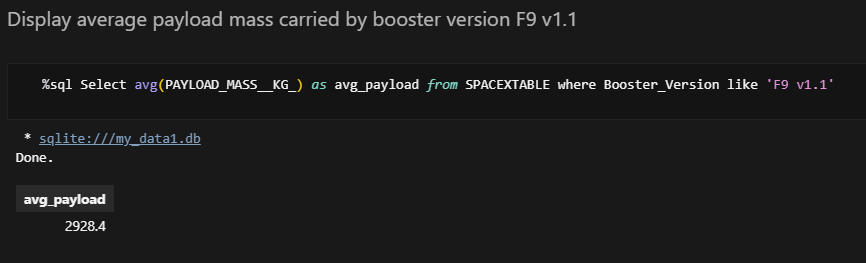 Display average payload mass carried by booster version F9 v1.1
%sql Select avg(PAYLOAD_MASS__KG_) as avg_payload from SPACEXTABLE where Booster_Version like 'F9 v1.1'
* sqlite:///my_data1.db
Done.
avg_payload
2928.4